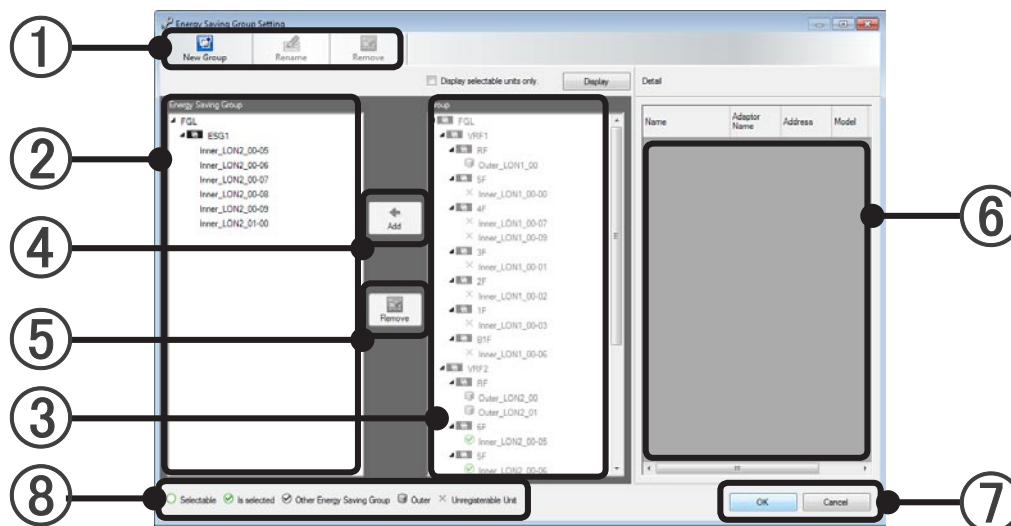 Energy Saving Group Setting
①
New Group Rename Remove
Display selectable units only. Display Detail
Energy Saving Group
Group
Name Adaptor Name Address Model
②
FGL
ESG1
Inner_LON2_00-05
Inner_LON2_00-06
Inner_LON2_00-07
Inner_LON2_00-08
Inner_LON2_00-09
Inner_LON2_01-00
④
Add
⑤
Remove
③
FGL
VRF1
RF
Outer_LON1_00
5F
Inner_LON1_00-00
4F
Inner_LON1_00-07
Inner_LON1_00-09
3F
Inner_LON1_00-01
2F
Inner_LON1_00-02
1F
Inner_LON1_00-03
B1F
Inner_LON1_00-06
VRF2
RF
Outer_LON2_00
Outer_LON2_01
6F
Inner_LON2_00-05
5F
Inner_LON2_00-06
⑥
⑧
Selectable Is selected Other Energy Saving Group Outer Unregisterable Unit
OK Cancel
⑦